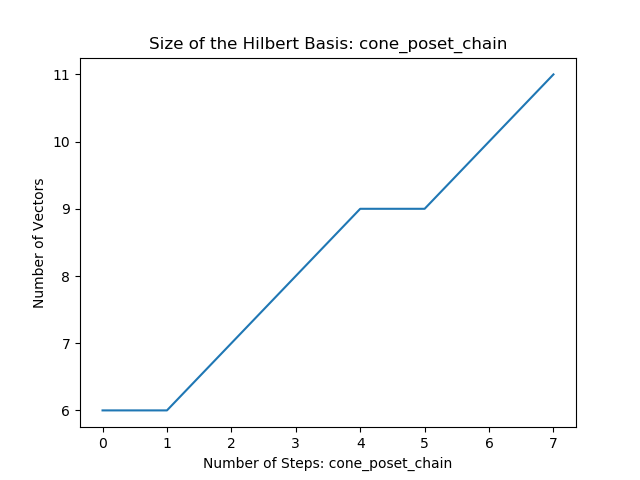 Size of the Hilbert Basis: cone_poset_chain
11
10
9
8
7
6
Number of Vectors
0 1 2 3 4 5 6 7
Number of Steps: cone_poset_chain